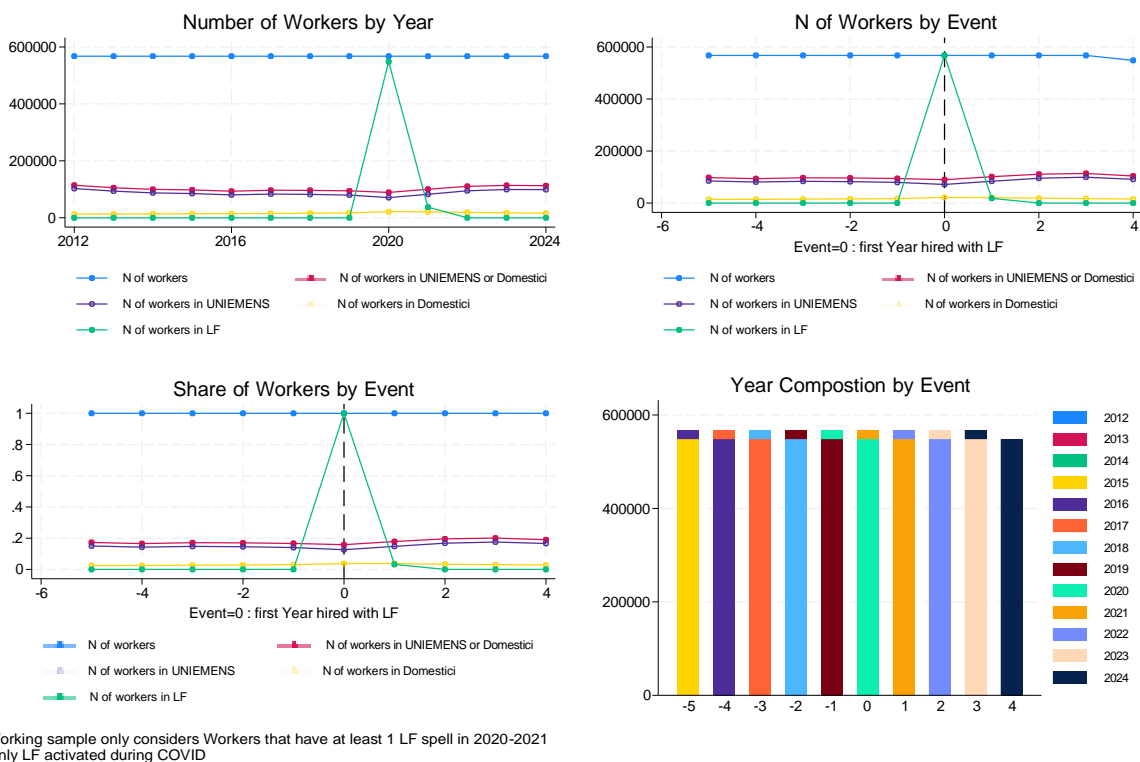 Number of Workers by Year
600000
400000
200000
0
2012
2016
2020
2024
N of workers
N of workers in UNIEMENS or Domestici
N of workers in UNIEMENS
N of workers in Domestici
N of workers in LF
N of Workers by Event
600000
400000
200000
0
-6
-4
-2
0
2
4
Event=0 : first Year hired with LF
N of workers
N of workers in UNIEMENS or Domestici
N of workers in UNIEMENS
N of workers in Domestici
N of workers in LF
Share of Workers by Event
1
.8
.6
.4
.2
0
-6
-4
-2
0
2
4
Event=0 : first Year hired with LF
N of workers
N of workers in UNIEMENS or Domestici
N of workers in UNIEMENS
N of workers in Domestici
N of workers in LF
Year Compostion by Event
600000
400000
200000
0
-5
-4
-3
-2
-1
0
1
2
3
4
2012
2013
2014
2015
2016
2017
2018
2019
2020
2021
2022
2023
2024
orking sample only considers Workers that have at least 1 LF spell in 2020-2021
nly LF activated during COVID